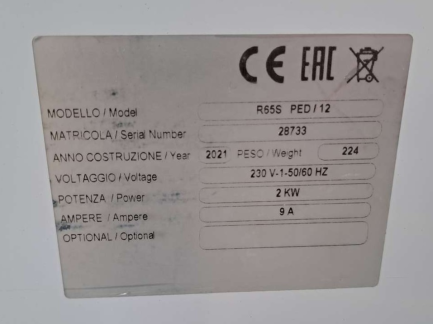 CE EAC
MODELLO / Model R65S PED / 12
MATRICOLA / Serial Number 28733
ANNO COSTRUZIONE / Year 2021 PESO / Weight 224
VOLTAGGIO / Voltage 230 V-1-50/60 HZ
POTENZA / Power 2 KW
AMPERE / Ampere 9 A
OPTIONAL / Optional